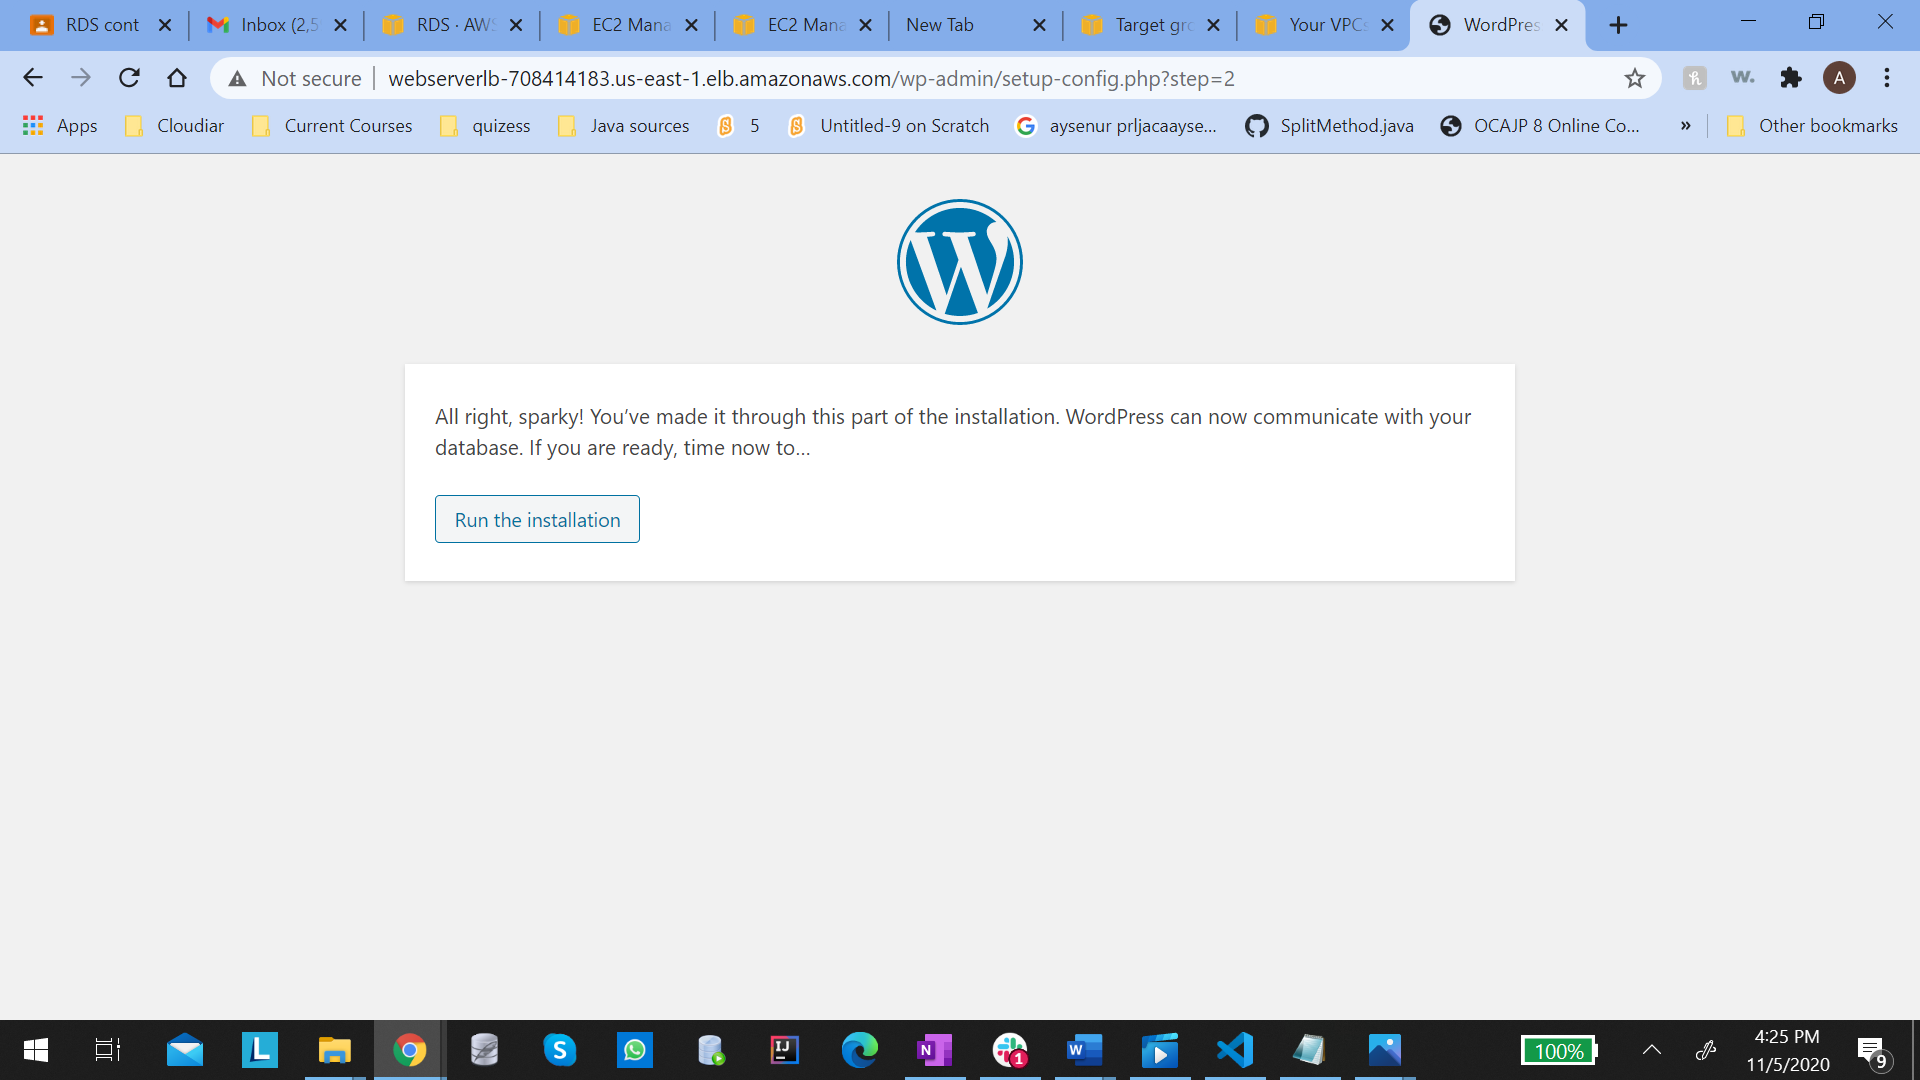 RDS cont
Inbox (2,5
RDS · AWS
EC2 Mana
EC2 Mana
New Tab
Target gro
Your VPCs
WordPres
Not secure
webserverlb-708414183.us-east-1.elb.amazonaws.com/wp-admin/setup-config.php?step=2
A
Apps
Cloudiar
Current Courses
quizess
Java sources
5
Untitled-9 on Scratch
aysenur prljacaayse...
SplitMethod.java
OCAJP 8 Online Co...
»
Other bookmarks
All right, sparky! You’ve made it through this part of the installation. WordPress can now communicate with your
database. If you are ready, time now to…
Run the installation
100%
4:25 PM
11/5/2020
9
1